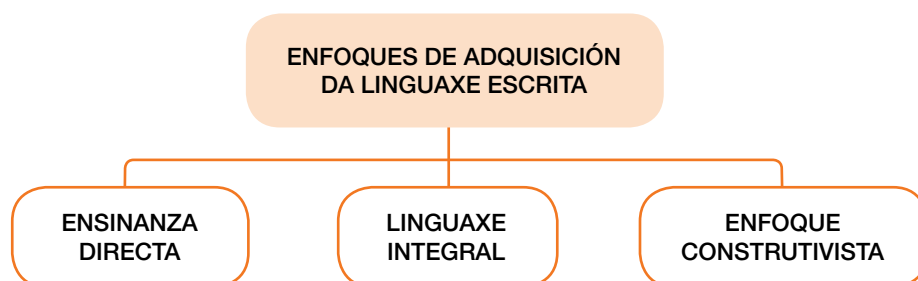 ENFOQUES DE ADQUISICIÓN
DA LINGUAXE ESCRITA
ENSINANZA
DIRECTA
LINGUAXE
INTEGRAL
ENFOQUE
CONSTRUTIVISTA